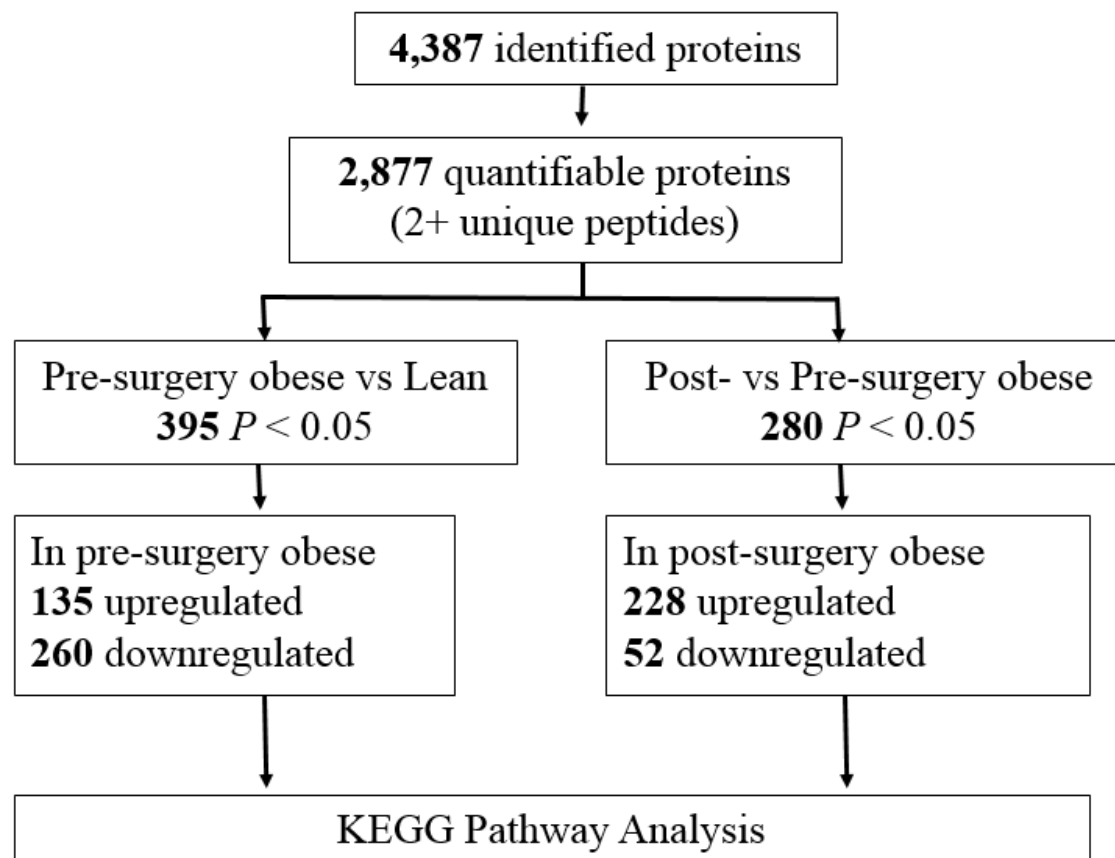 4,387 identified proteins
2,877 quantifiable proteins
(2+ unique peptides)
Pre-surgery obese vs Lean
395 P < 0.05
Post- vs Pre-surgery obese
280 P < 0.05
In pre-surgery obese
135 upregulated
260 downregulated
In post-surgery obese
228 upregulated
52 downregulated
KEGG Pathway Analysis